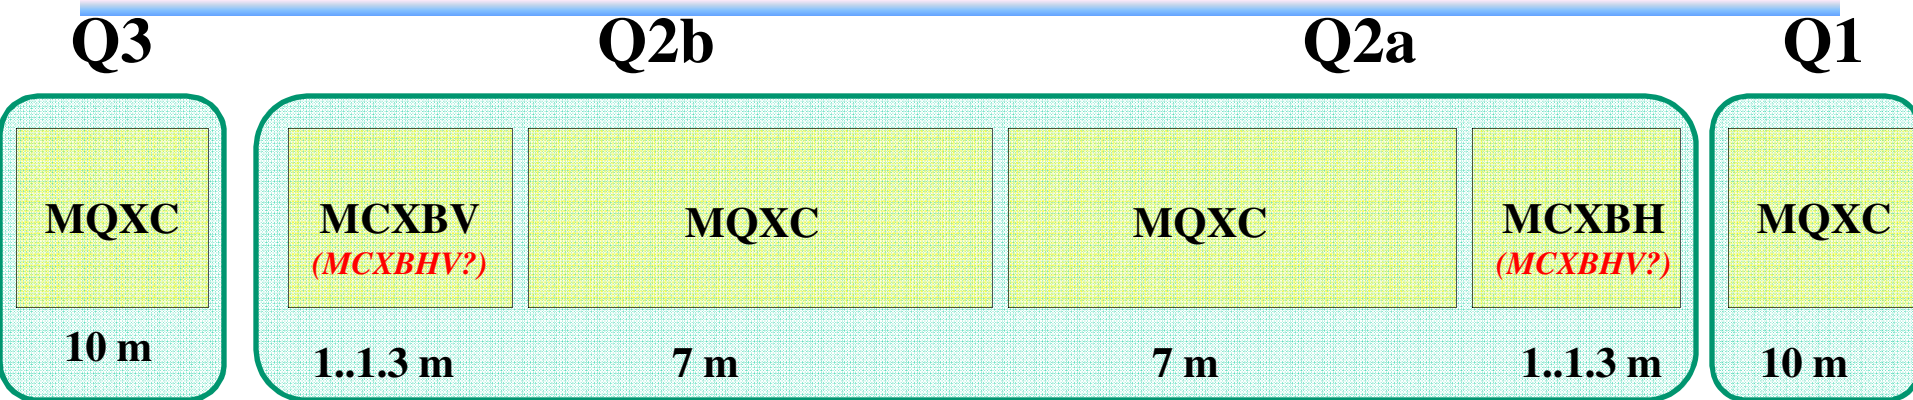 Q3 Q2b Q2a Q1
MQXC MCXBV MQXC MQXC MCXBH MQXC
(MCXBHV?) (MCXBHV?)
10 m 1..1.3 m 7 m 7 m 1..1.3 m 10 m